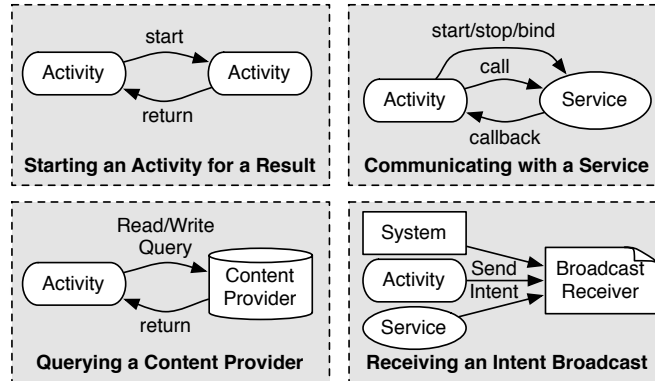 start
Activity
Activity
return
Starting an Activity for a Result
start/stop/bind
call
Activity
Service
callback
Communicating with a Service
Read/Write
Query
Activity
Content
Provider
return
Querying a Content Provider
System
Activity
Send
Intent
Service
Broadcast
Receiver
Receiving an Intent Broadcast